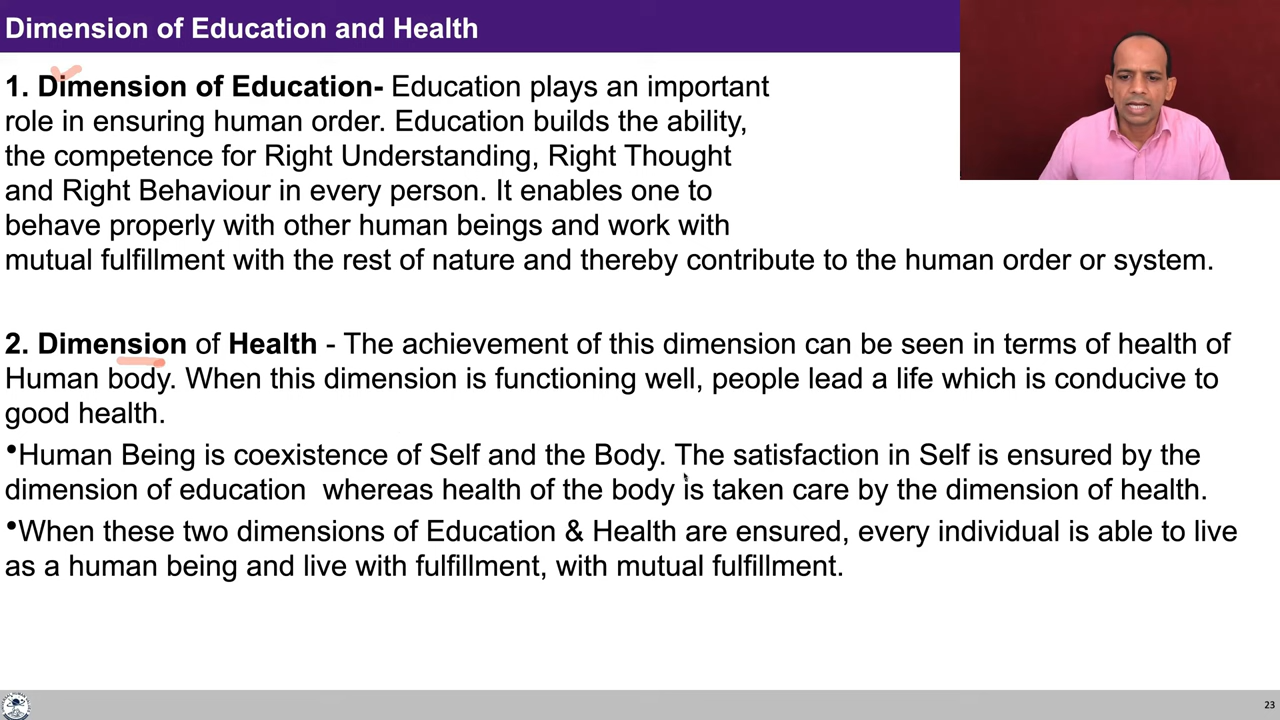 Dimension of Education and Health
1. Dimension of Education- Education plays an important
role in ensuring human order. Education builds the ability,
the competence for Right Understanding, Right Thought
and Right Behaviour in every person. It enables one to
behave properly with other human beings and work with
mutual fulfillment with the rest of nature and thereby contribute to the human order or system.
2. Dimension of Health - The achievement of this dimension can be seen in terms of health of
Human body. When this dimension is functioning well, people lead a life which is conducive to
good health.
•Human Being is coexistence of Self and the Body. The satisfaction in Self is ensured by the
dimension of education  whereas health of the body is taken care by the dimension of health.
•When these two dimensions of Education & Health are ensured, every individual is able to live
as a human being and live with fulfillment, with mutual fulfillment.
23